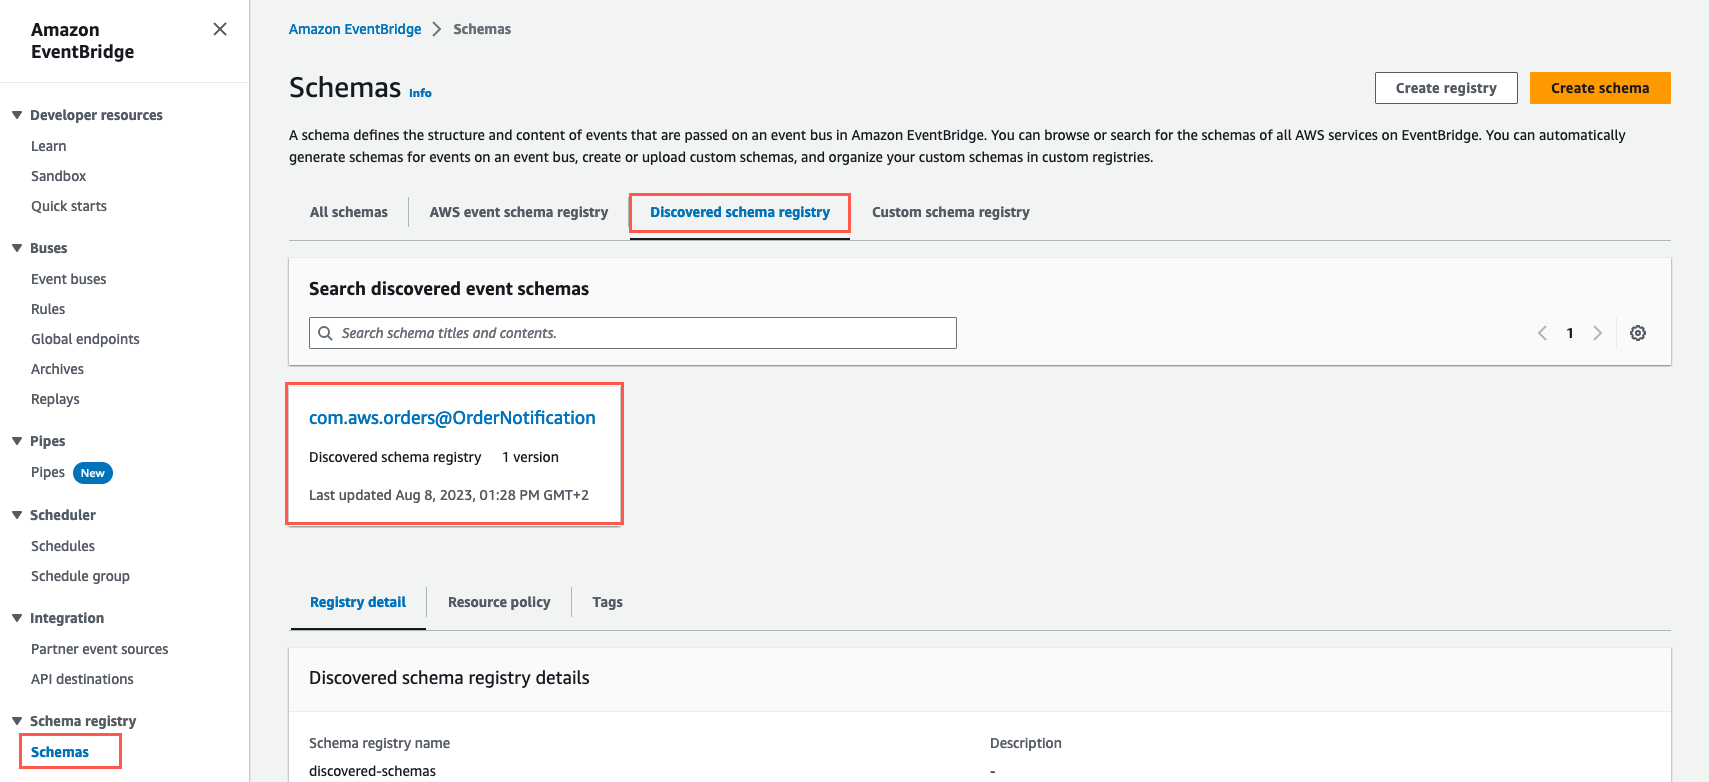 Amazon
EventBridge
Developer resources
Learn
Sandbox
Quick starts
Buses
Event buses
Rules
Global endpoints
Archives
Replays
Pipes
Pipes New
Scheduler
Schedules
Schedule group
Integration
Partner event sources
API destinations
Schema registry
Schemas
Amazon EventBridge > Schemas
Schemas Info
Create registry Create schema
A schema defines the structure and content of events that are passed on an event bus in Amazon EventBridge. You can browse or search for the schemas of all AWS services on EventBridge. You can automatically
generate schemas for events on an event bus, create or upload custom schemas, and organize your custom schemas in custom registries.
All schemas AWS event schema registry Discovered schema registry Custom schema registry
Search discovered event schemas
Search schema titles and contents. 1
com.aws.orders@OrderNotification
Discovered schema registry 1 version
Last updated Aug 8, 2023, 01:28 PM GMT+2
Registry detail Resource policy Tags
Discovered schema registry details
Schema registry name Description
discovered-schemas -